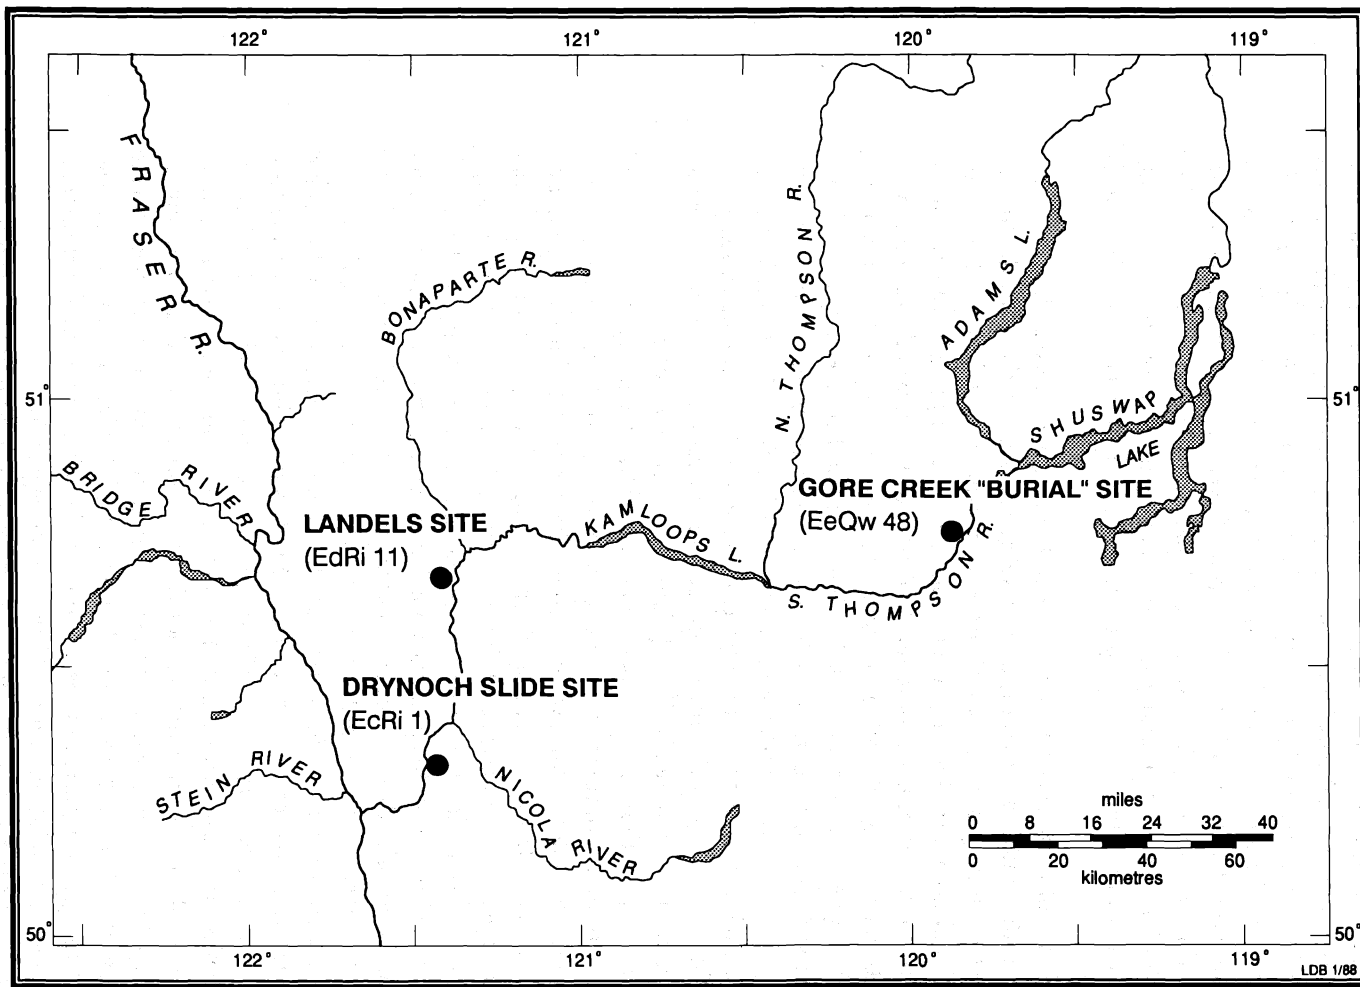 122° 121° 120° 119°
FRASER R.
BONAPARTE R.
N. THOMPSON R.
ADAMS L.
51° 51°
SHUSWAP
LAKE
BRIDGE RIVER
GORE CREEK "BURIAL" SITE
(EeQw 48)
LANDELS SITE
(EdRi 11)
KAMLOOPS L.
S. THOMPSON R.
DRYNOCH SLIDE SITE
(EcRi 1)
STEIN RIVER
NICOLA RIVER
miles
0 8 16 24 32 40
0 20 40 60
kilometres
50° 50°
122° 121° 120° 119°
LDB 1/88